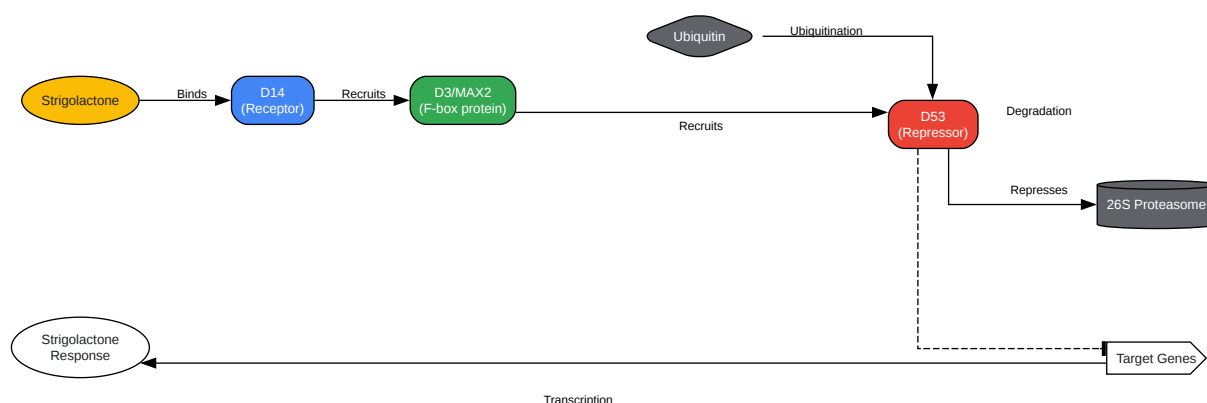 Ubiquitin
Ubiquitination
Strigolactone
Binds
D14
(Receptor)
Recruits
D3/MAX2
(F-box protein)
Recruits
D53
(Repressor)
Degradation
Represses
26S Proteasome
Strigolactone
Response
Target Genes
Transcription